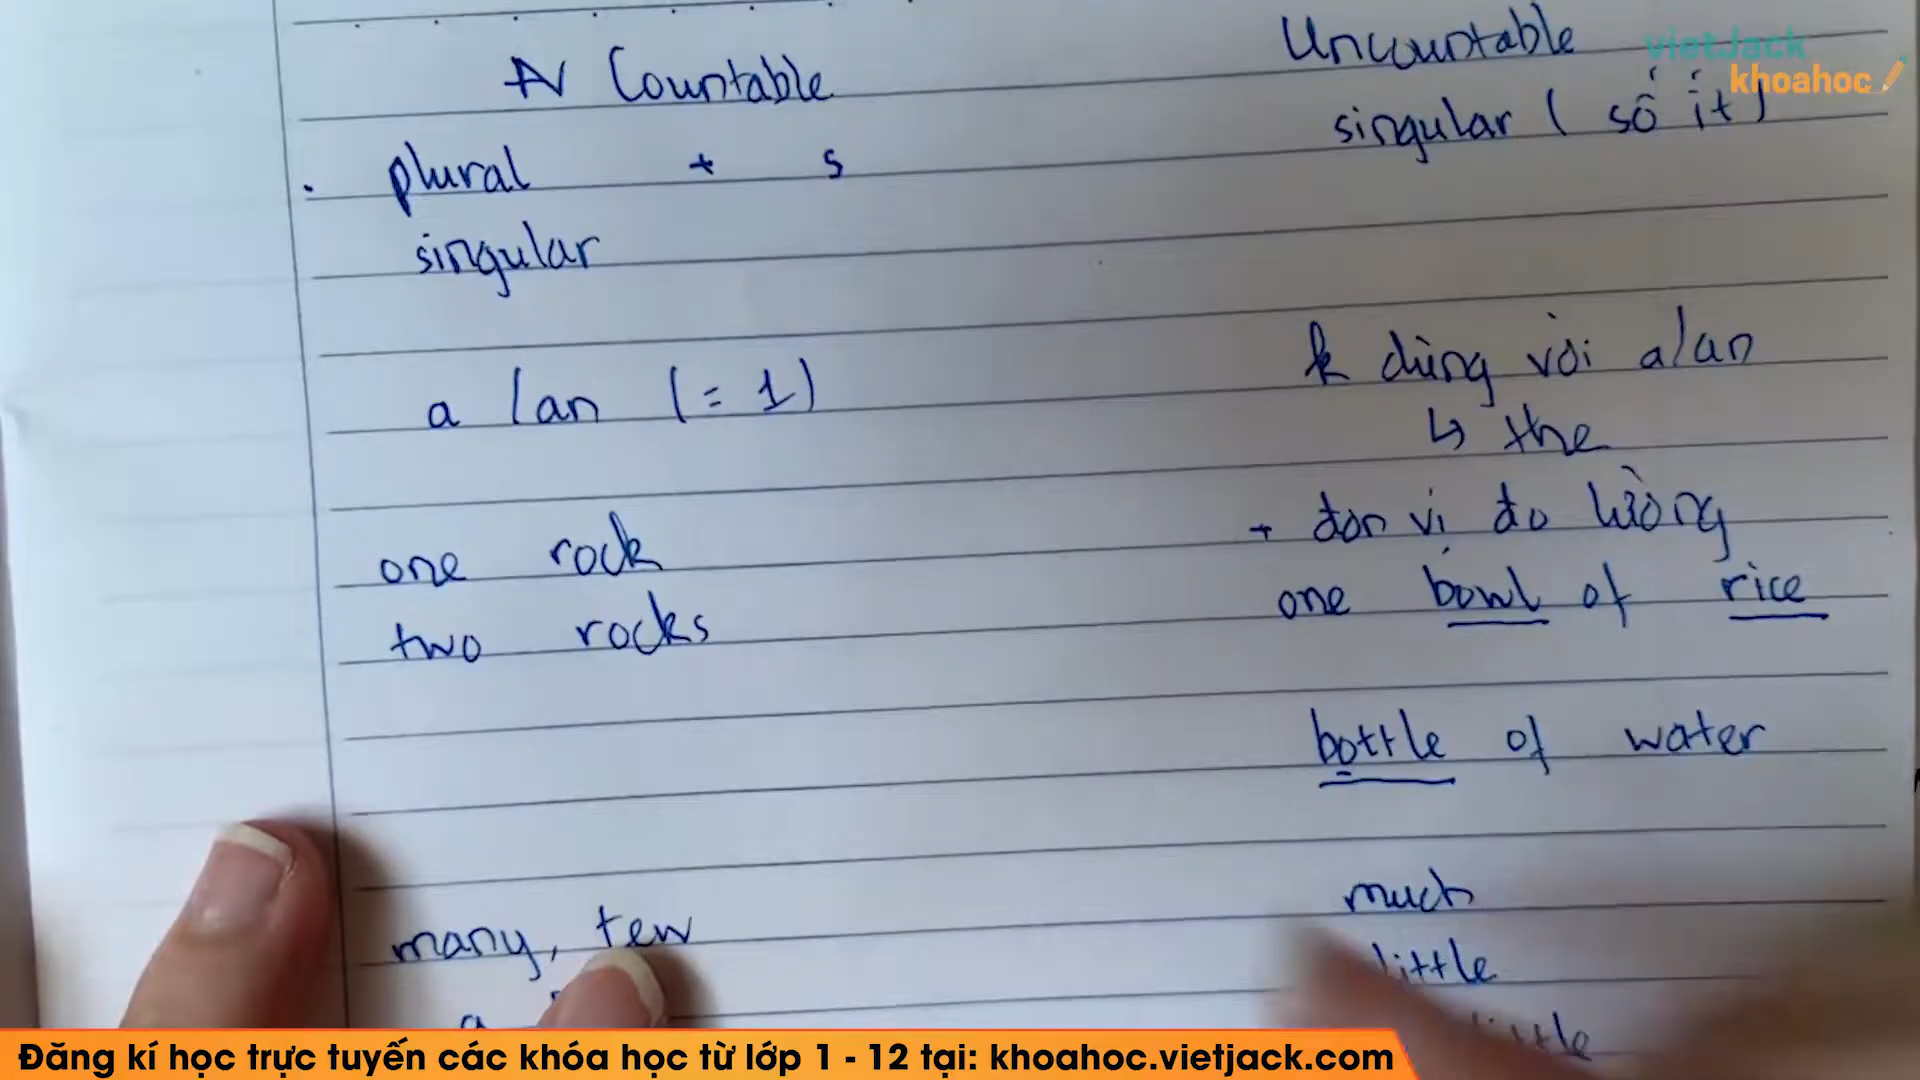 N Countable
plural + s
singular
a / an (= 1)
one rock
two rocks
many, few
a
Uncountable
singular ( số ít )
k dùng với a/an
↳ the
+ đơn vị đo lường
one bowl of rice
bottle of water
much
little
little
vietJack
khoahoc
Đăng kí học trực tuyến các khóa học từ lớp 1 - 12 tại: khoahoc.vietjack.com